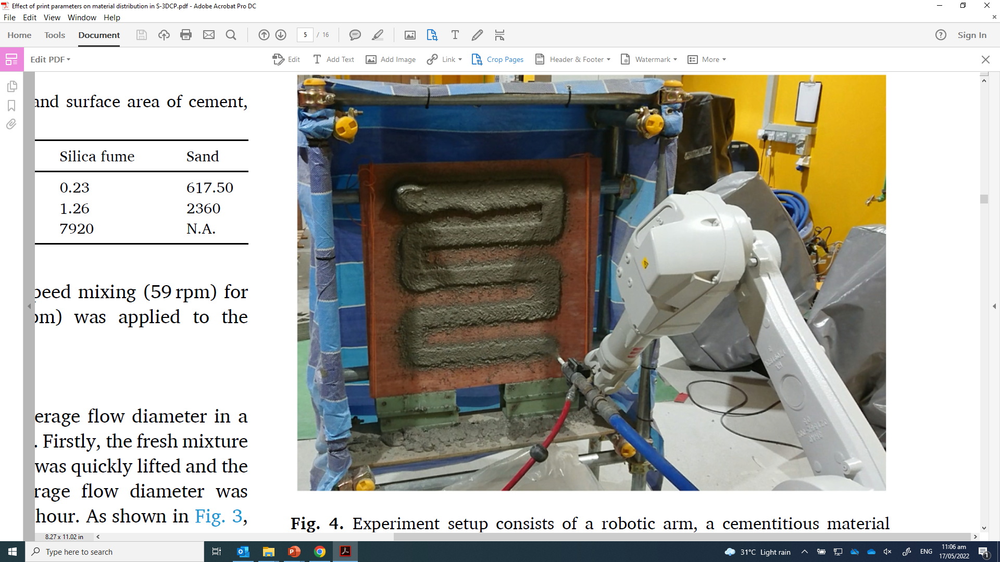 Effect of print parameters on material distribution in S-3DCP.pdf - Adobe Acrobat Pro DC
File Edit View Window Help
Home Tools Document 5 / 16 Sign In
Edit PDF Edit Add Text Add Image Link Crop Pages Header & Footer Watermark More
and surface area of cement,
Silica fume Sand
0.23 617.50
1.26 2360
7920 N.A.
peed mixing (59 rpm) for
om) was applied to the
erage flow diameter in a
. Firstly, the fresh mixture
was quickly lifted and the
rage flow diameter was
hour. As shown in Fig. 3,
Fig. 4. Experiment setup consists of a robotic arm, a cementitious material
8.27 x 11.02 in
Type here to search
31°C Light rain
ENG
11:06 am
17/05/2022
1